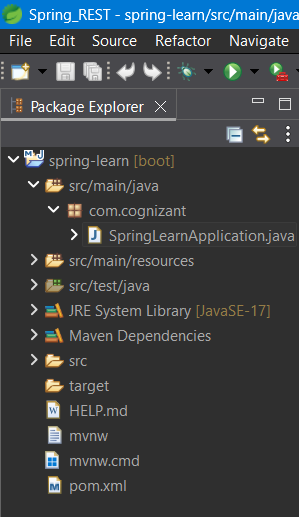 Spring_REST - spring-learn/src/main/java
File Edit Source Refactor Navigate
Package Explorer
spring-learn [boot]
src/main/java
com.cognizant
SpringLearnApplication.java
src/main/resources
src/test/java
JRE System Library [JavaSE-17]
Maven Dependencies
src
target
HELP.md
mvnw
mvnw.cmd
pom.xml